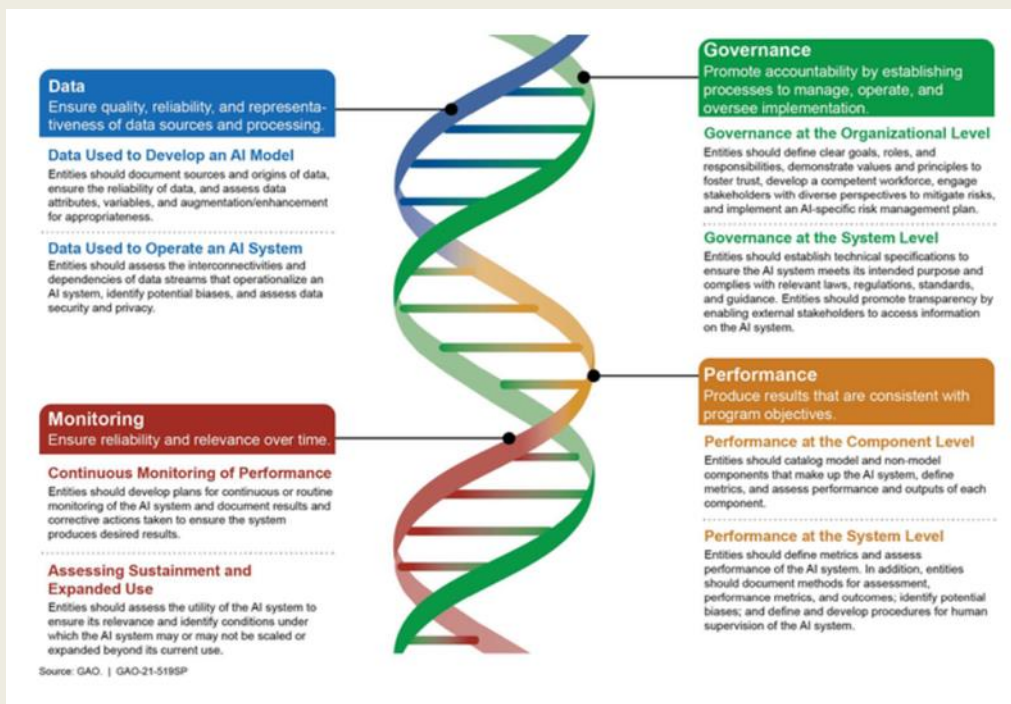 Data
Ensure quality, reliability, and representa-
tiveness of data sources and processing.
Data Used to Develop an AI Model
Entities should document sources and origins of data,
ensure the reliability of data, and assess data
attributes, variables, and augmentation/enhancement
for appropriateness.
Data Used to Operate an AI System
Entities should assess the interconnectivities and
dependencies of data streams that operationalize an
AI system, identify potential biases, and assess data
security and privacy.
Monitoring
Ensure reliability and relevance over time.
Continuous Monitoring of Performance
Entities should develop plans for continuous or routine
monitoring of the AI system and document results and
corrective actions taken to ensure the system
produces desired results.
Assessing Sustainment and
Expanded Use
Entities should assess the utility of the AI system to
ensure its relevance and identify conditions under
which the AI system may or may not be scaled or
expanded beyond its current use.
Source: GAO. | GAO-21-519SP
Governance
Promote accountability by establishing
processes to manage, operate, and
oversee implementation.
Governance at the Organizational Level
Entities should define clear goals, roles, and
responsibilities, demonstrate values and principles to
foster trust, develop a competent workforce, engage
stakeholders with diverse perspectives to mitigate risks,
and implement an AI-specific risk management plan.
Governance at the System Level
Entities should establish technical specifications to
ensure the AI system meets its intended purpose and
complies with relevant laws, regulations, standards,
and guidance. Entities should promote transparency by
enabling external stakeholders to access information
on the AI system.
Performance
Produce results that are consistent with
program objectives.
Performance at the Component Level
Entities should catalog model and non-model
components that make up the AI system, define
metrics, and assess performance and outputs of each
component.
Performance at the System Level
Entities should define metrics and assess
performance of the AI system. In addition, entities
should document methods for assessment,
performance metrics, and outcomes; identify potential
biases; and define and develop procedures for human
supervision of the AI system.